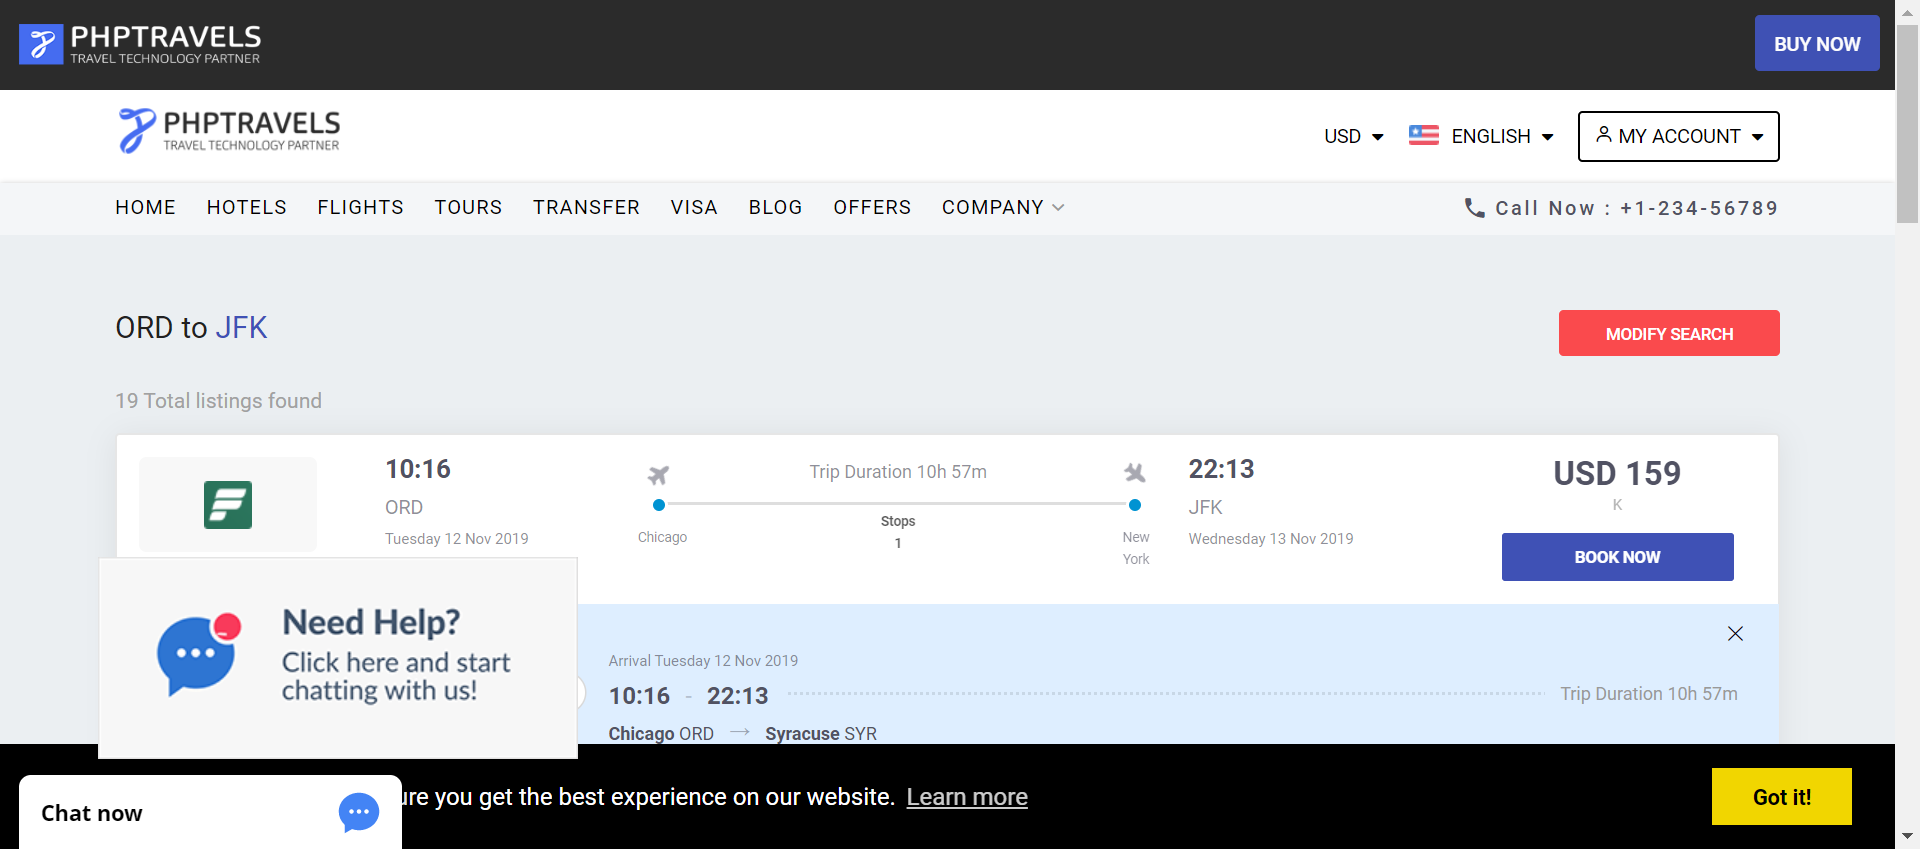 PHPTRAVELS
TRAVEL TECHNOLOGY PARTNER
BUY NOW
PHPTRAVELS
TRAVEL TECHNOLOGY PARTNER
USD
ENGLISH
MY ACCOUNT
HOME HOTELS FLIGHTS TOURS TRANSFER VISA BLOG OFFERS COMPANY
Call Now : +1-234-56789
ORD to JFK
MODIFY SEARCH
19 Total listings found
10:16
ORD
Tuesday 12 Nov 2019
Trip Duration 10h 57m
Stops
1
Chicago
New
York
22:13
JFK
Wednesday 13 Nov 2019
USD 159
K
BOOK NOW
Need Help?
Click here and start
chatting with us!
Arrival Tuesday 12 Nov 2019
10:16 - 22:13
Trip Duration 10h 57m
Chicago ORD → Syracuse SYR
ure you get the best experience on our website. Learn more
Got it!
Chat now